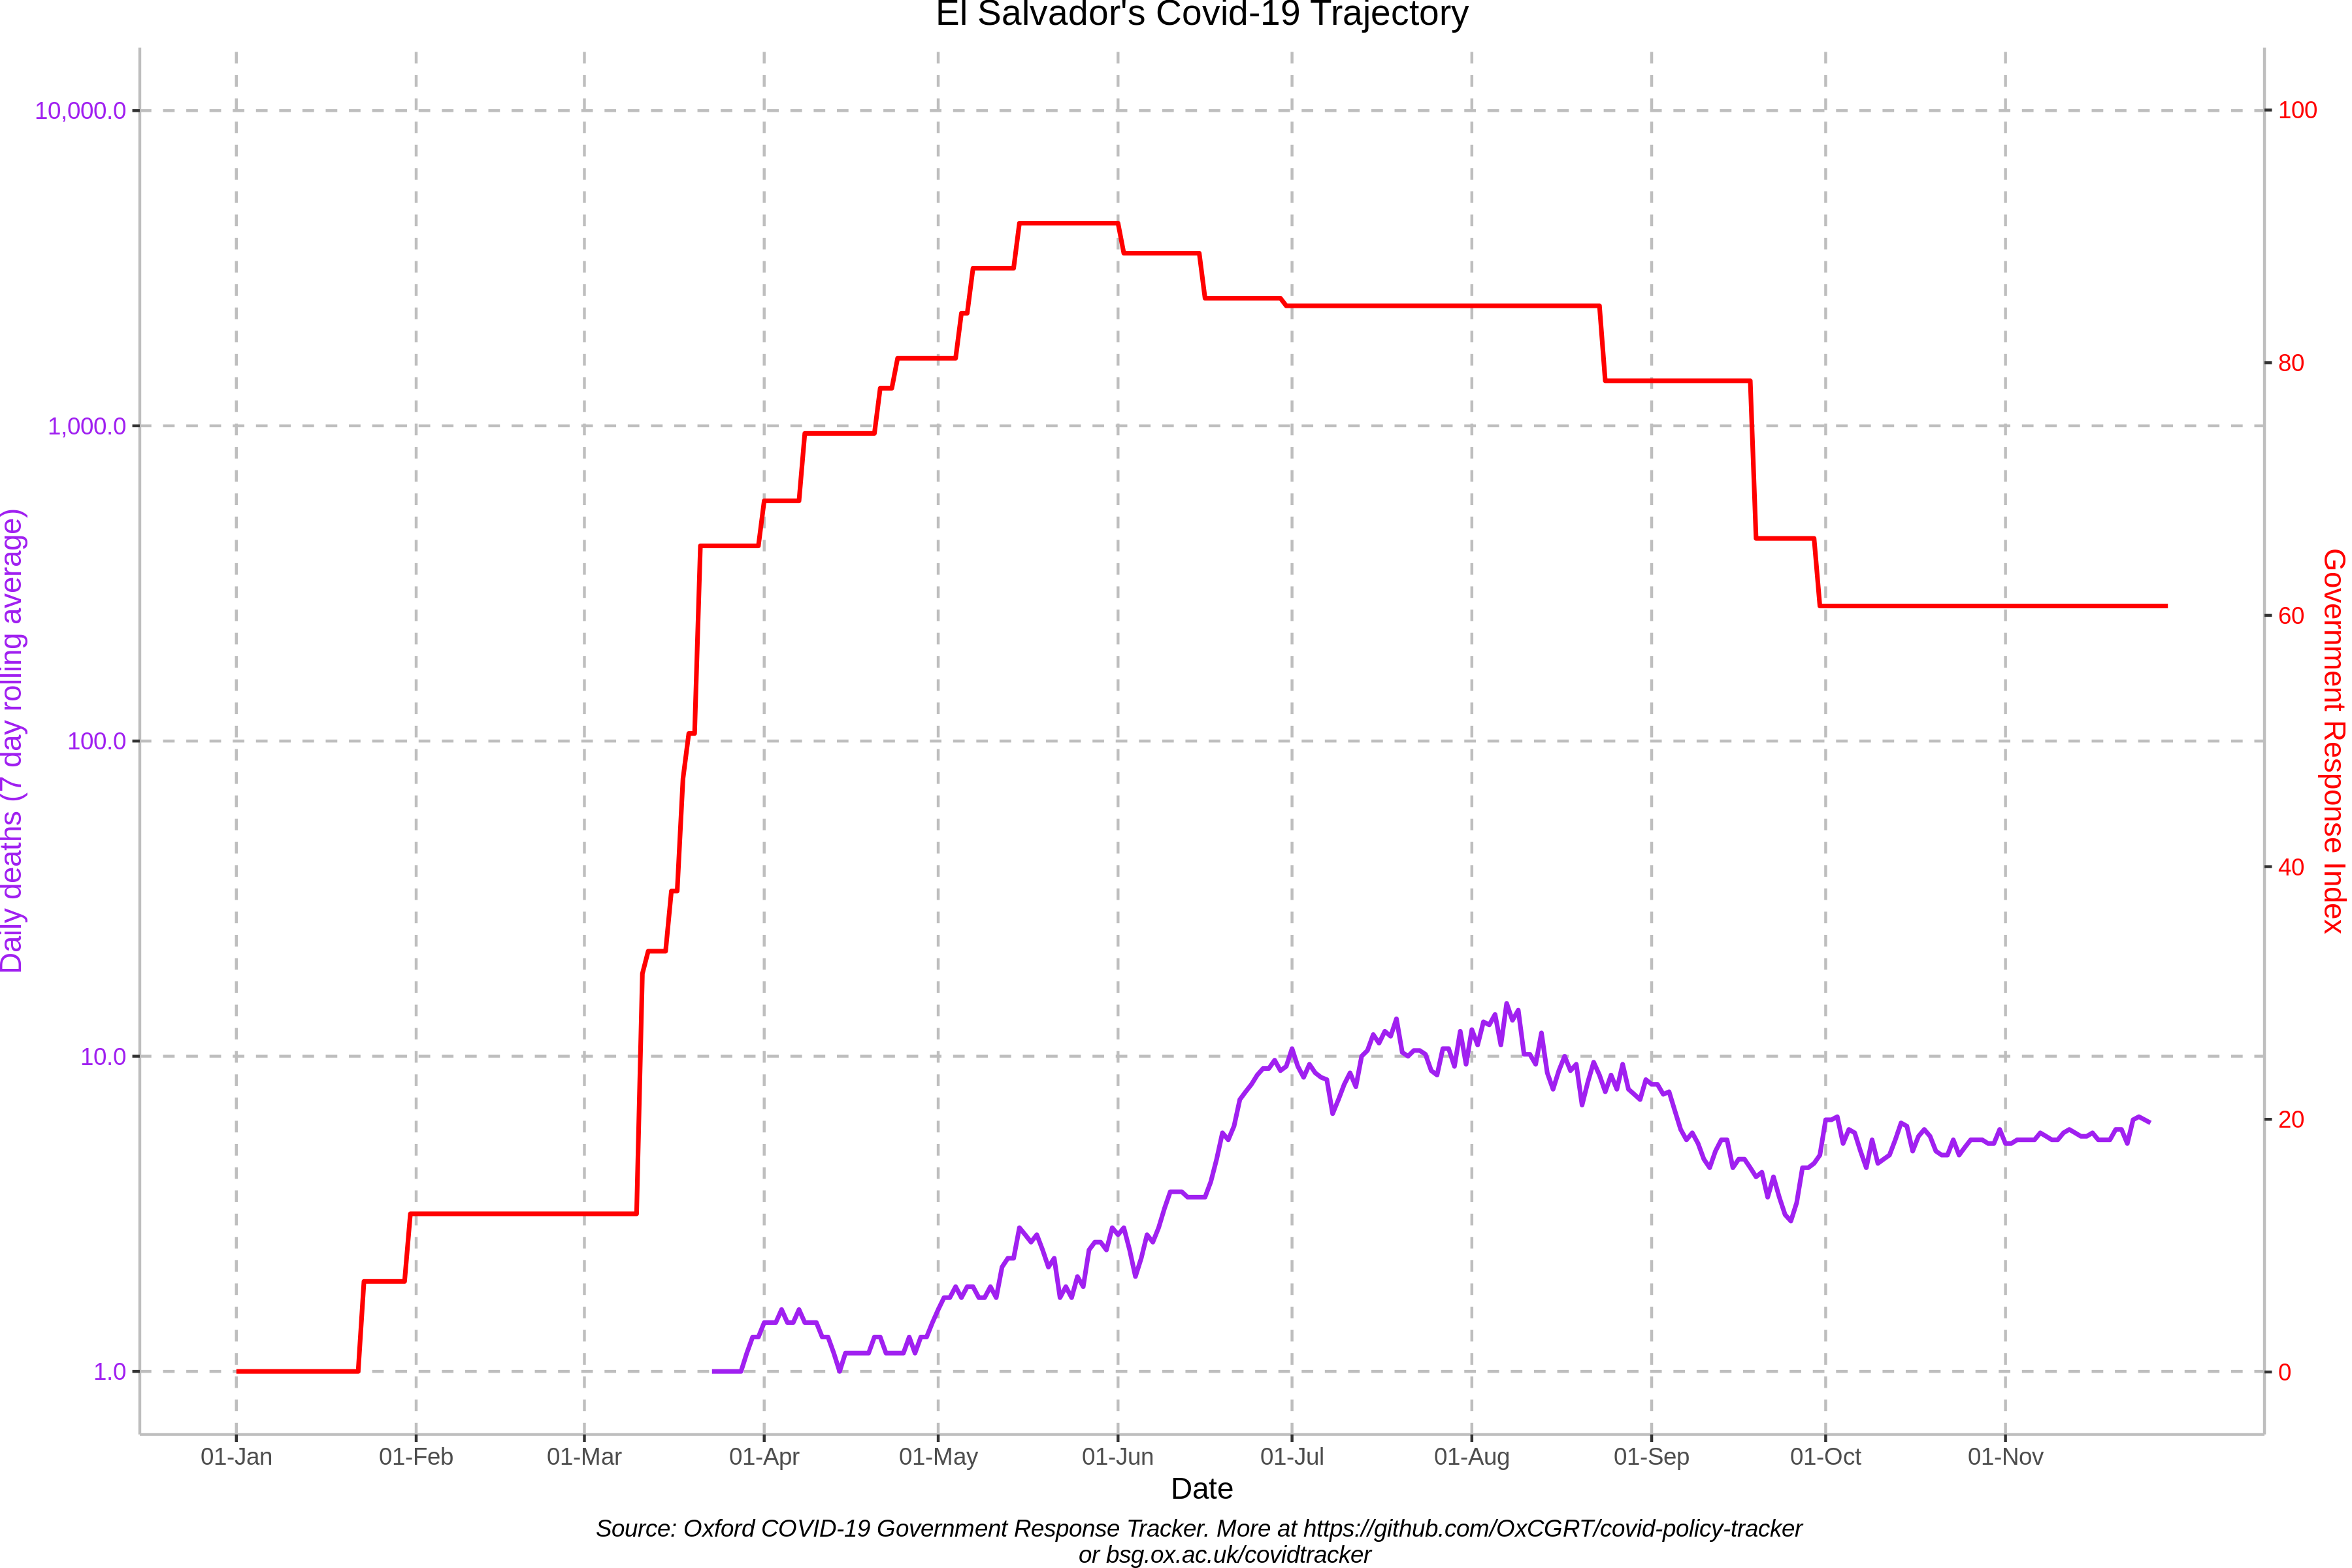 El Salvador's Covid-19 Trajectory
10,000.0
1,000.0
100.0
10.0
1.0
Daily deaths (7 day rolling average)
100
80
60
40
20
0
Government Response Index
01-Jan 01-Feb 01-Mar 01-Apr 01-May 01-Jun 01-Jul 01-Aug 01-Sep 01-Oct 01-Nov
Date
Source: Oxford COVID-19 Government Response Tracker. More at https://github.com/OxCGRT/covid-policy-tracker
or bsg.ox.ac.uk/covidtracker